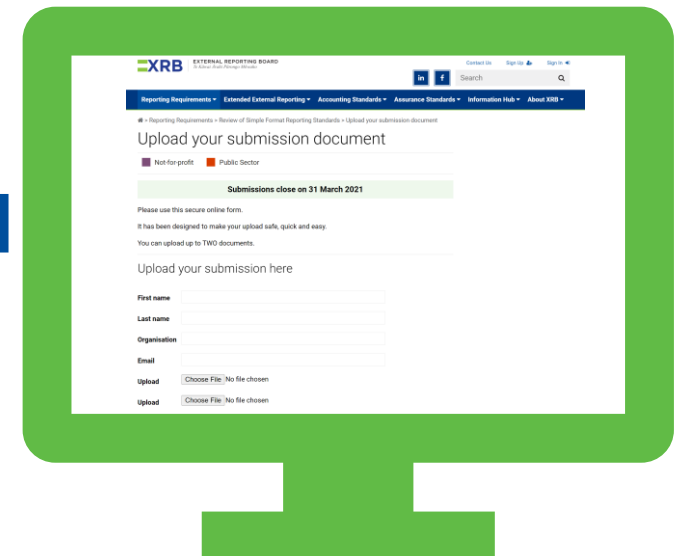 XRB EXTERNAL REPORTING BOARD
Te Kāwai Ārahi Pūrongo Mōwaho
in f
Contact Us Sign Up Sign In
Search
Reporting Requirements Extended External Reporting Accounting Standards Assurance Standards Information Hub About XRB
» Reporting Requirements » Review of Simple Format Reporting Standards » Upload your submission document
Upload your submission document
Not-for-profit Public Sector
Submissions close on 31 March 2021
Please use this secure online form.
It has been designed to make your upload safe, quick and easy.
You can upload up to TWO documents.
Upload your submission here
First name
Last name
Organisation
Email
Upload Choose File No file chosen
Upload Choose File No file chosen